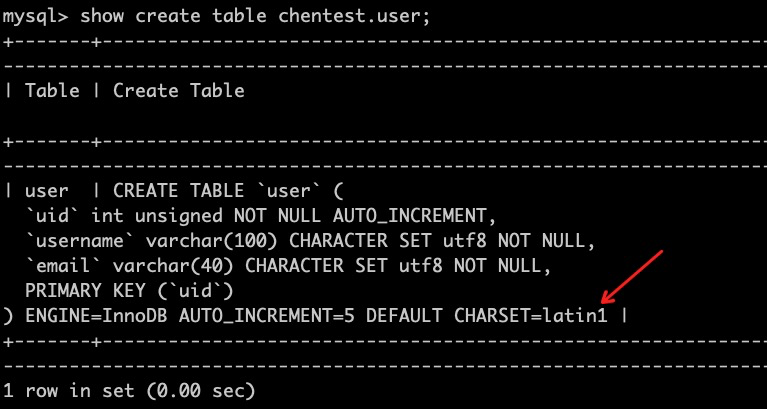 mysql> show create table chentest.user;
+-------+----------------------------------------------------------------
-------------------------------------------------------------------------
| Table | Create Table
+-------+----------------------------------------------------------------
-------------------------------------------------------------------------
| user  | CREATE TABLE `user` (
  `uid` int unsigned NOT NULL AUTO_INCREMENT,
  `username` varchar(100) CHARACTER SET utf8 NOT NULL,
  `email` varchar(40) CHARACTER SET utf8 NOT NULL,
  PRIMARY KEY (`uid`)
) ENGINE=InnoDB AUTO_INCREMENT=5 DEFAULT CHARSET=latin1 |
+-------+----------------------------------------------------------------
-------------------------------------------------------------------------
1 row in set (0.00 sec)